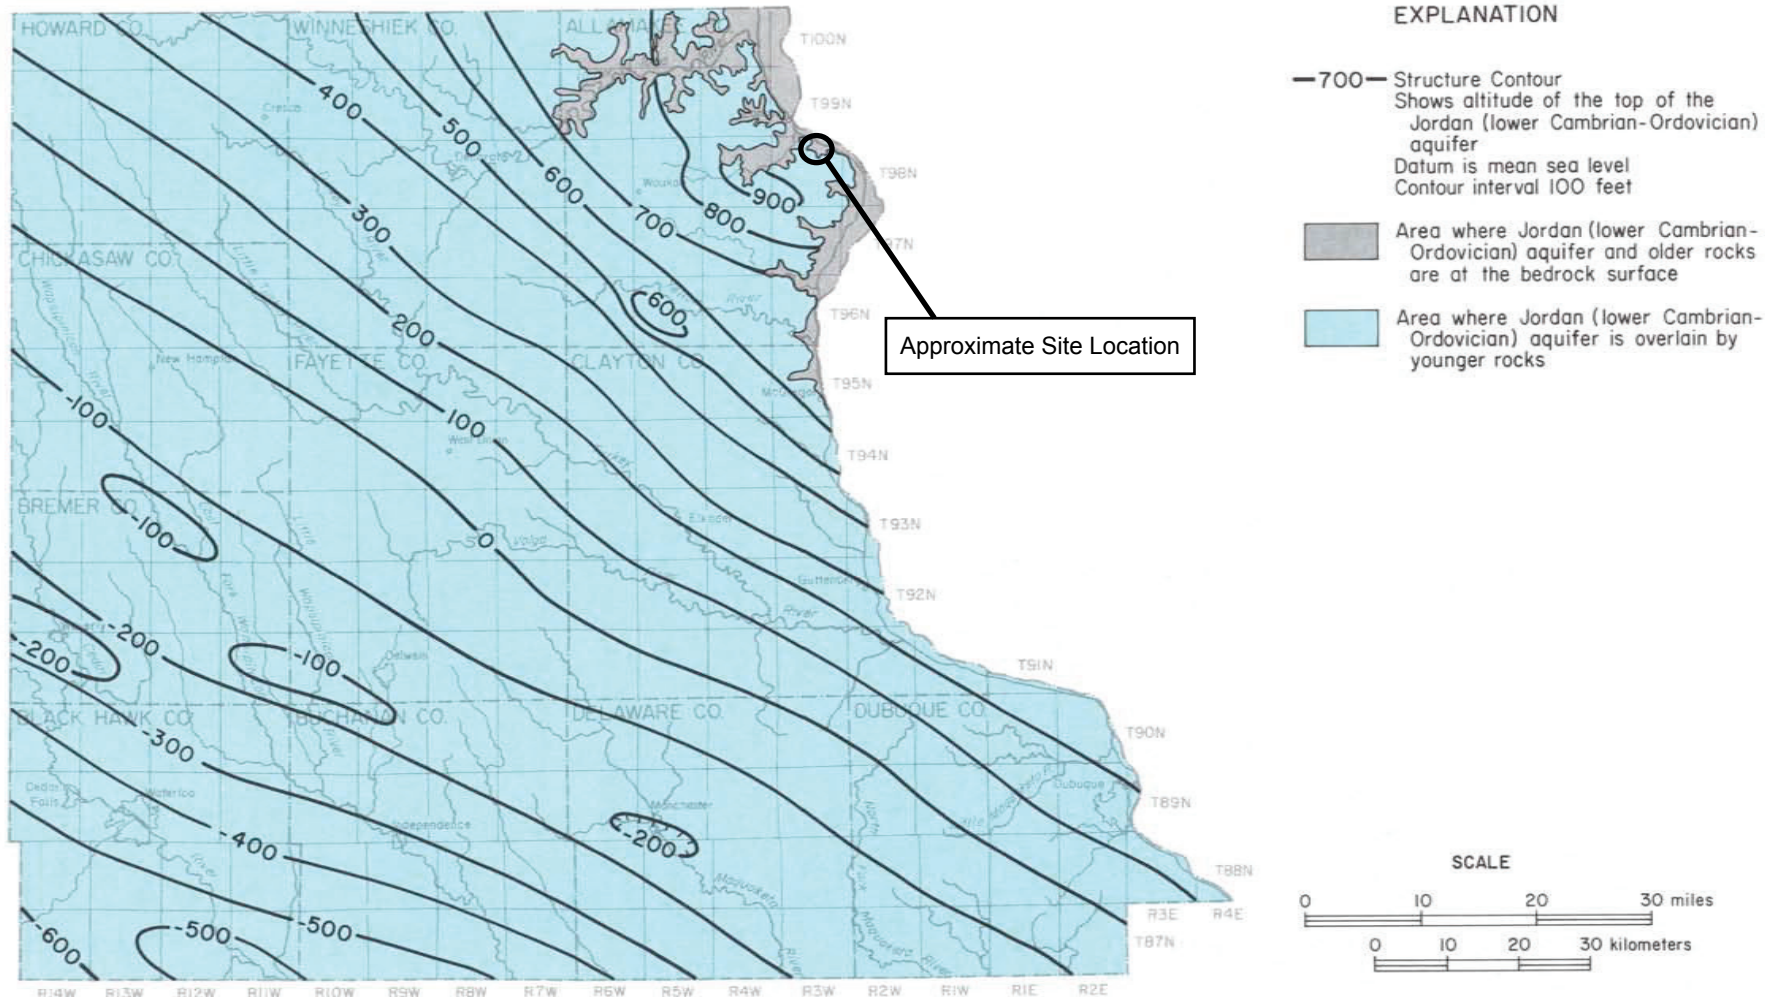 EXPLANATION
—700— Structure Contour
Shows altitude of the top of the
Jordan (lower Cambrian-Ordovician)
aquifer
Datum is mean sea level
Contour interval 100 feet
Area where Jordan (lower Cambrian-
Ordovician) aquifer and older rocks
are at the bedrock surface
Area where Jordan (lower Cambrian-
Ordovician) aquifer is overlain by
younger rocks
SCALE
0 10 20 30 miles
0 10 20 30 kilometers
Approximate Site Location
HOWARD CO.
WINNESHIEK CO.
T100N
T99N
T98N
T96N
T95N
T94N
T93N
T92N
T91N
T90N
T89N
T88N
T87N
Cresco
400
500
600
700
800
900
300
200
600
100
CHICKASAW CO.
FAYETTE CO.
CLAYTON CO.
-100
BREMER CO.
-100
0
Volga
River
Elkader
Guttenberg
River
-200
-200
-100
Oelwein
BLACK HAWK CO.
BUCHANAN CO.
DELAWARE CO.
DUBUQUE CO.
-300
Cedar
Falls
Waterloo
Independence
Manchester
-200
Dubuque
-400
River
Maquoketa
River
North
Fork
Maquoketa
River
-500
-500
-600
R3E R4E
R14W R13W R12W R11W R10W R9W R8W R7W R6W R5W R4W R3W R2W R1W R1E R2E